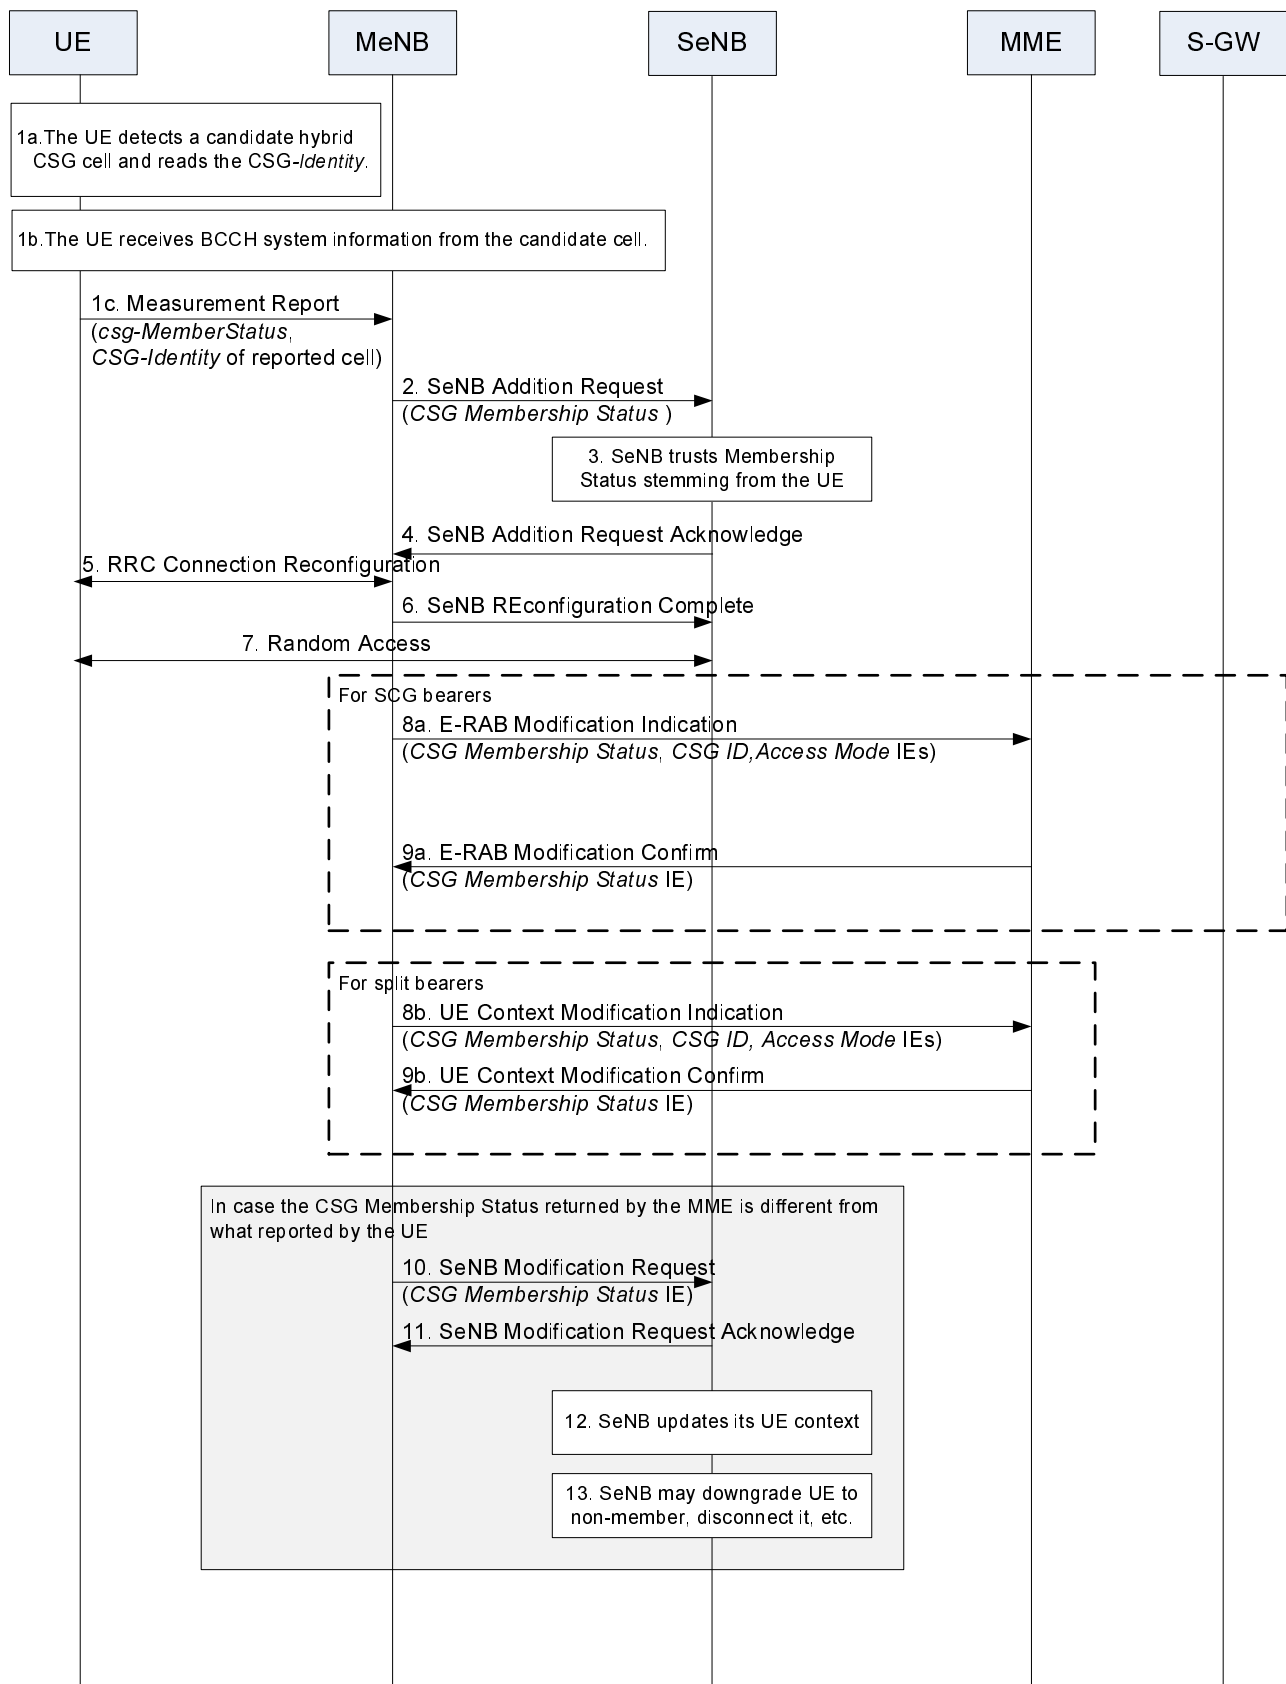 UE
MeNB
SeNB
MME
S-GW
1a.The UE detects a candidate hybrid
CSG cell and reads the CSG-Identity.
1b.The UE receives BCCH system information from the candidate cell.
1c. Measurement Report
(csg-MemberStatus,
CSG-Identity of reported cell)
2. SeNB Addition Request
(CSG Membership Status )
3. SeNB trusts Membership
Status stemming from the UE
4. SeNB Addition Request Acknowledge
5. RRC Connection Reconfiguration
6. SeNB REconfiguration Complete
7. Random Access
For SCG bearers
8a. E-RAB Modification Indication
(CSG Membership Status, CSG ID,Access Mode IEs)
9a. E-RAB Modification Confirm
(CSG Membership Status IE)
For split bearers
8b. UE Context Modification Indication
(CSG Membership Status, CSG ID, Access Mode IEs)
9b. UE Context Modification Confirm
(CSG Membership Status IE)
In case the CSG Membership Status returned by the MME is different from
what reported by the UE
10. SeNB Modification Request
(CSG Membership Status IE)
11. SeNB Modification Request Acknowledge
12. SeNB updates its UE context
13. SeNB may downgrade UE to
non-member, disconnect it, etc.